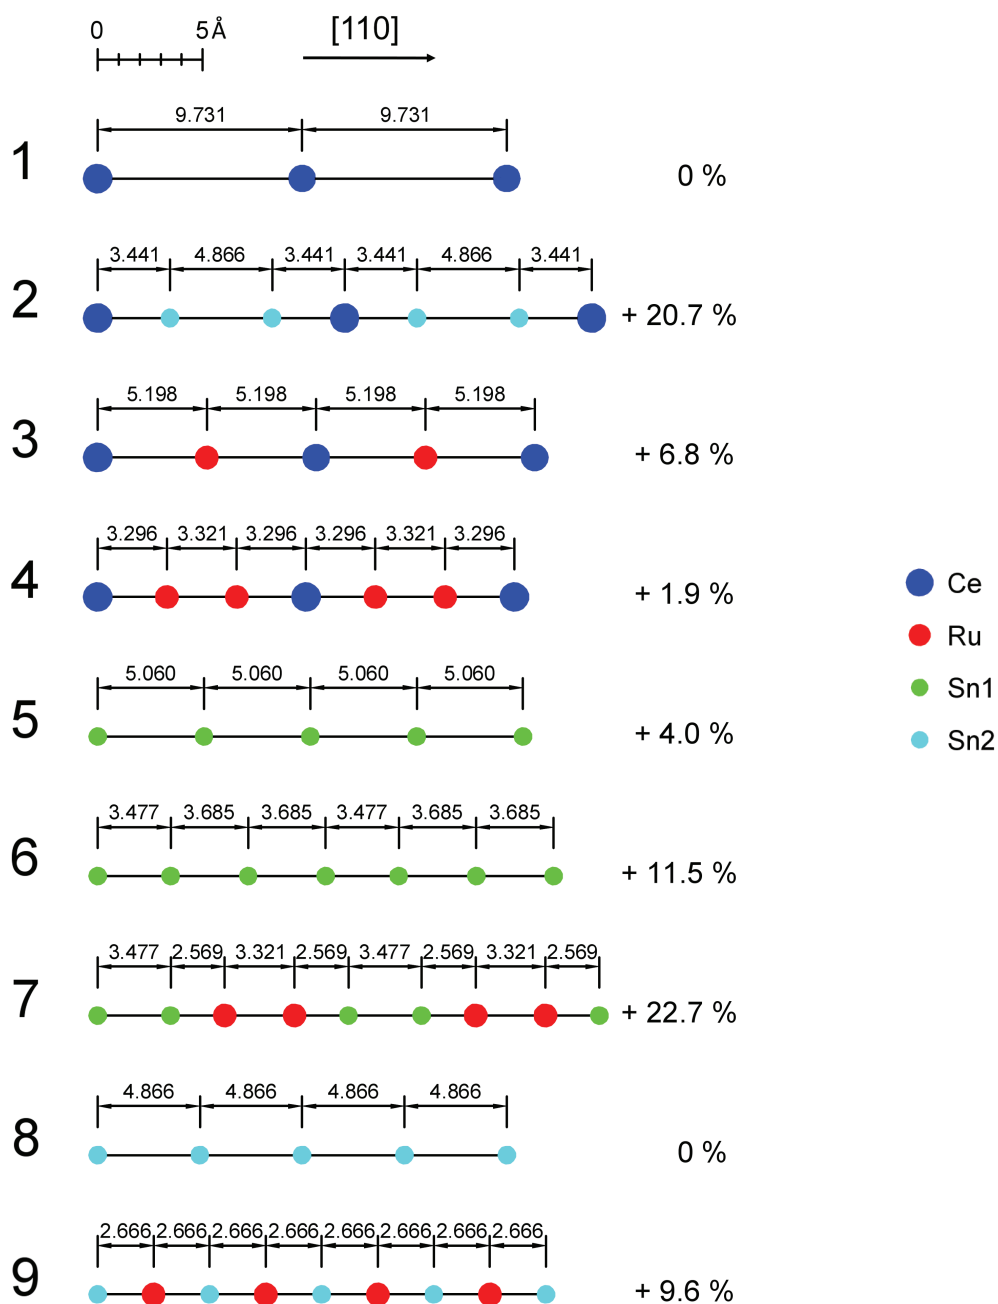 0 5 Å [110]
9.731 9.731
1 0 %
3.441 4.866 3.441 3.441 4.866 3.441
2 + 20.7 %
5.198 5.198 5.198 5.198
3 + 6.8 %
3.296 3.321 3.296 3.296 3.321 3.296
4 + 1.9 %
Ce
Ru
5.060 5.060 5.060 5.060
Sn1
5 + 4.0 %
Sn2
3.477 3.685 3.685 3.477 3.685 3.685
6 + 11.5 %
3.477 2.569 3.321 2.569 3.477 2.569 3.321 2.569
7 + 22.7 %
4.866 4.866 4.866 4.866
8 0 %
2.666 2.666 2.666 2.666 2.666 2.666 2.666 2.666
9 + 9.6 %